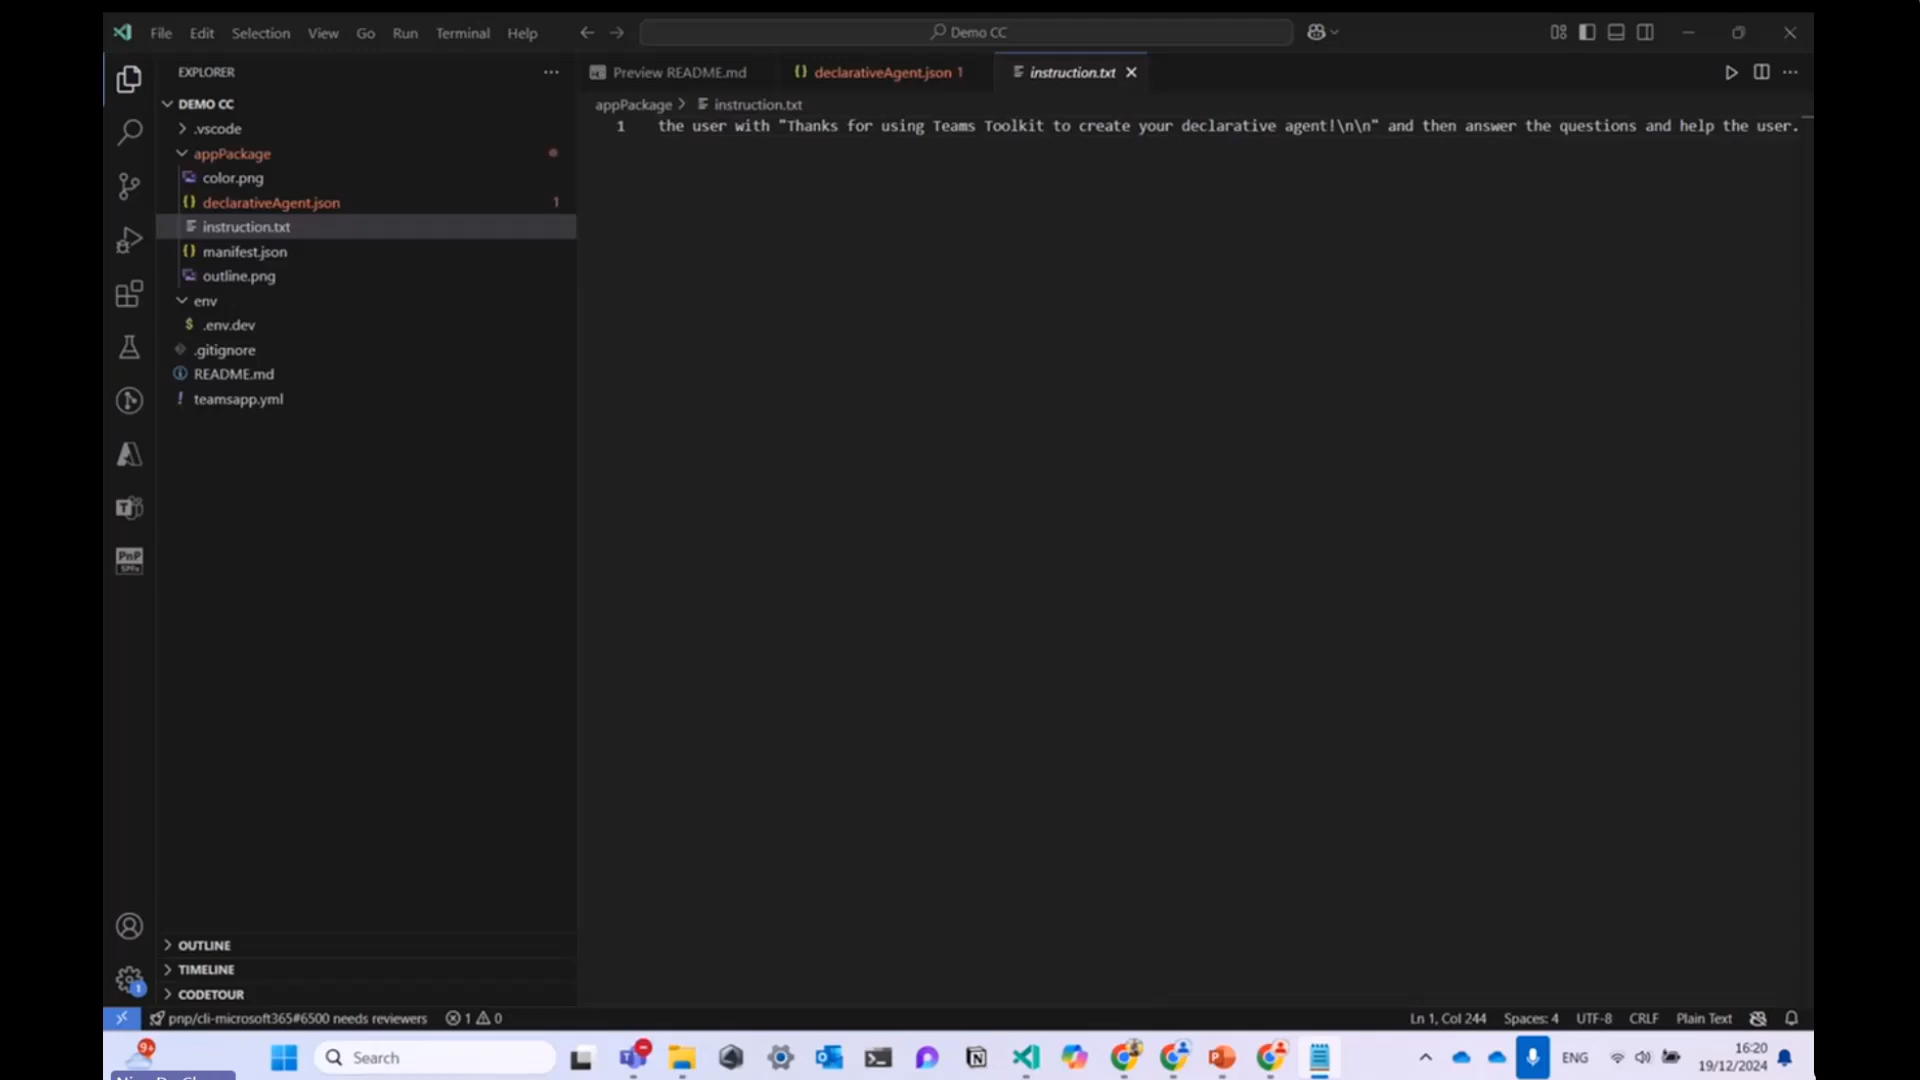 File Edit Selection View Go Run Terminal Help
Demo CC
EXPLORER
Preview README.md
declarativeAgent.json 1
instruction.txt
DEMO CC
appPackage > instruction.txt
.vscode
1 the user with "Thanks for using Teams Toolkit to create your declarative agent!\n\n" and then answer the questions and help the user.
appPackage
color.png
declarativeAgent.json 1
instruction.txt
manifest.json
outline.png
env
.env.dev
.gitignore
README.md
teamsapp.yml
PnP
SPFx
OUTLINE
TIMELINE
CODETOUR
1
pnp/cli-microsoft365#6500 needs reviewers
1 0
Ln 1, Col 244 Spaces: 4 UTF-8 CRLF Plain Text
9+
Search
ENG
16:20
19/12/2024